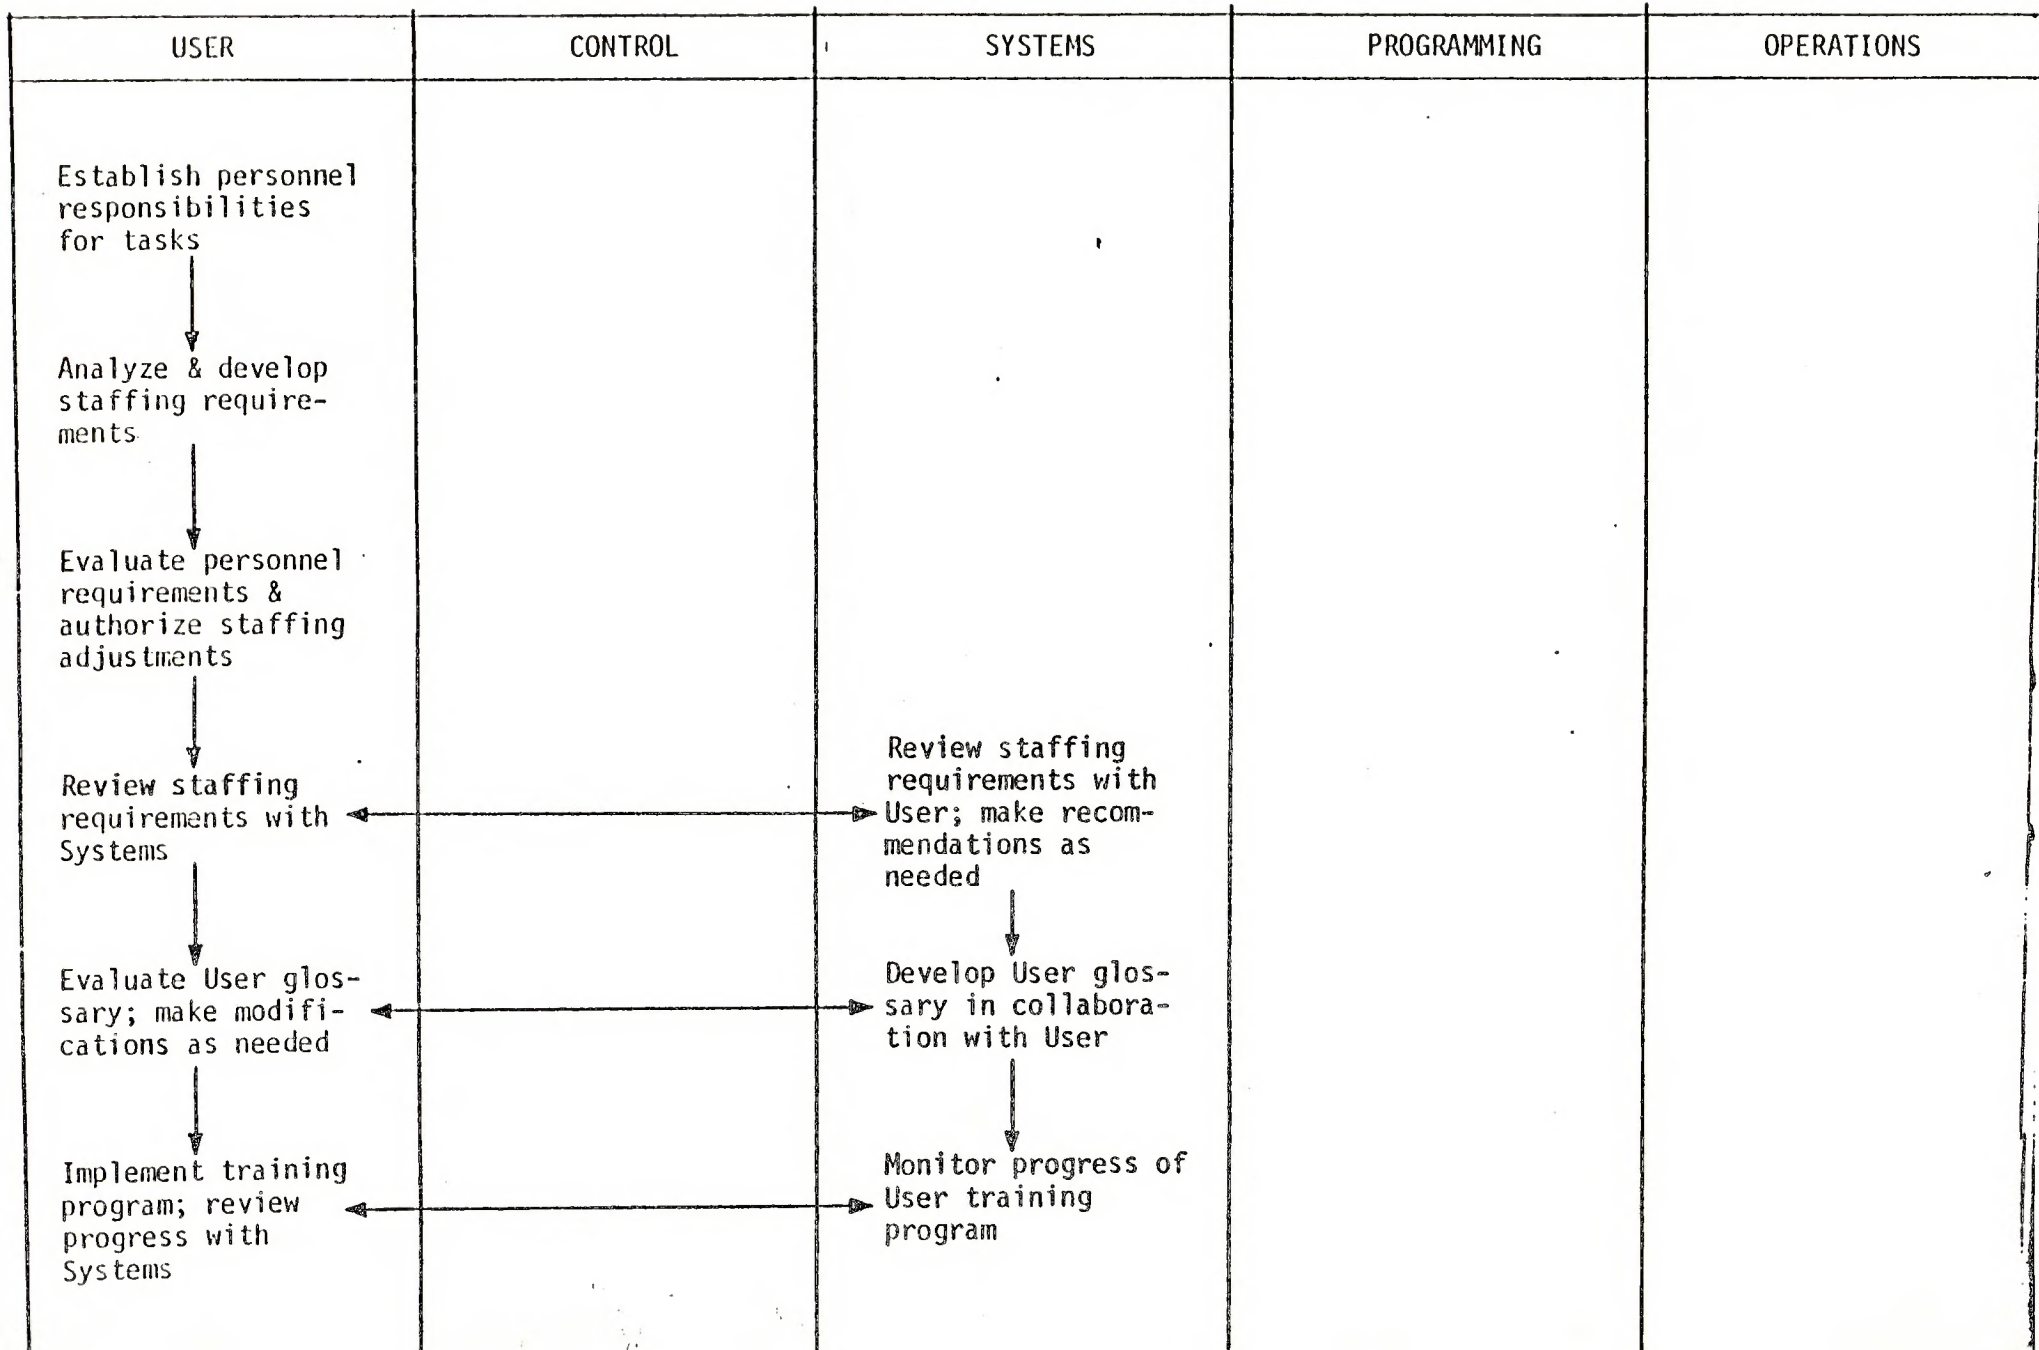 USER
CONTROL
SYSTEMS
PROGRAMMING
OPERATIONS
Establish personnel
responsibilities
for tasks
Analyze & develop
staffing require-
ments
Evaluate personnel
requirements &
authorize staffing
adjustments
Review staffing
requirements with
Systems
Review staffing
requirements with
User; make recom-
mendations as
needed
Evaluate User glos-
sary; make modifi-
cations as needed
Develop User glos-
sary in collabora-
tion with User
Implement training
program; review
progress with
Systems
Monitor progress of
User training
program